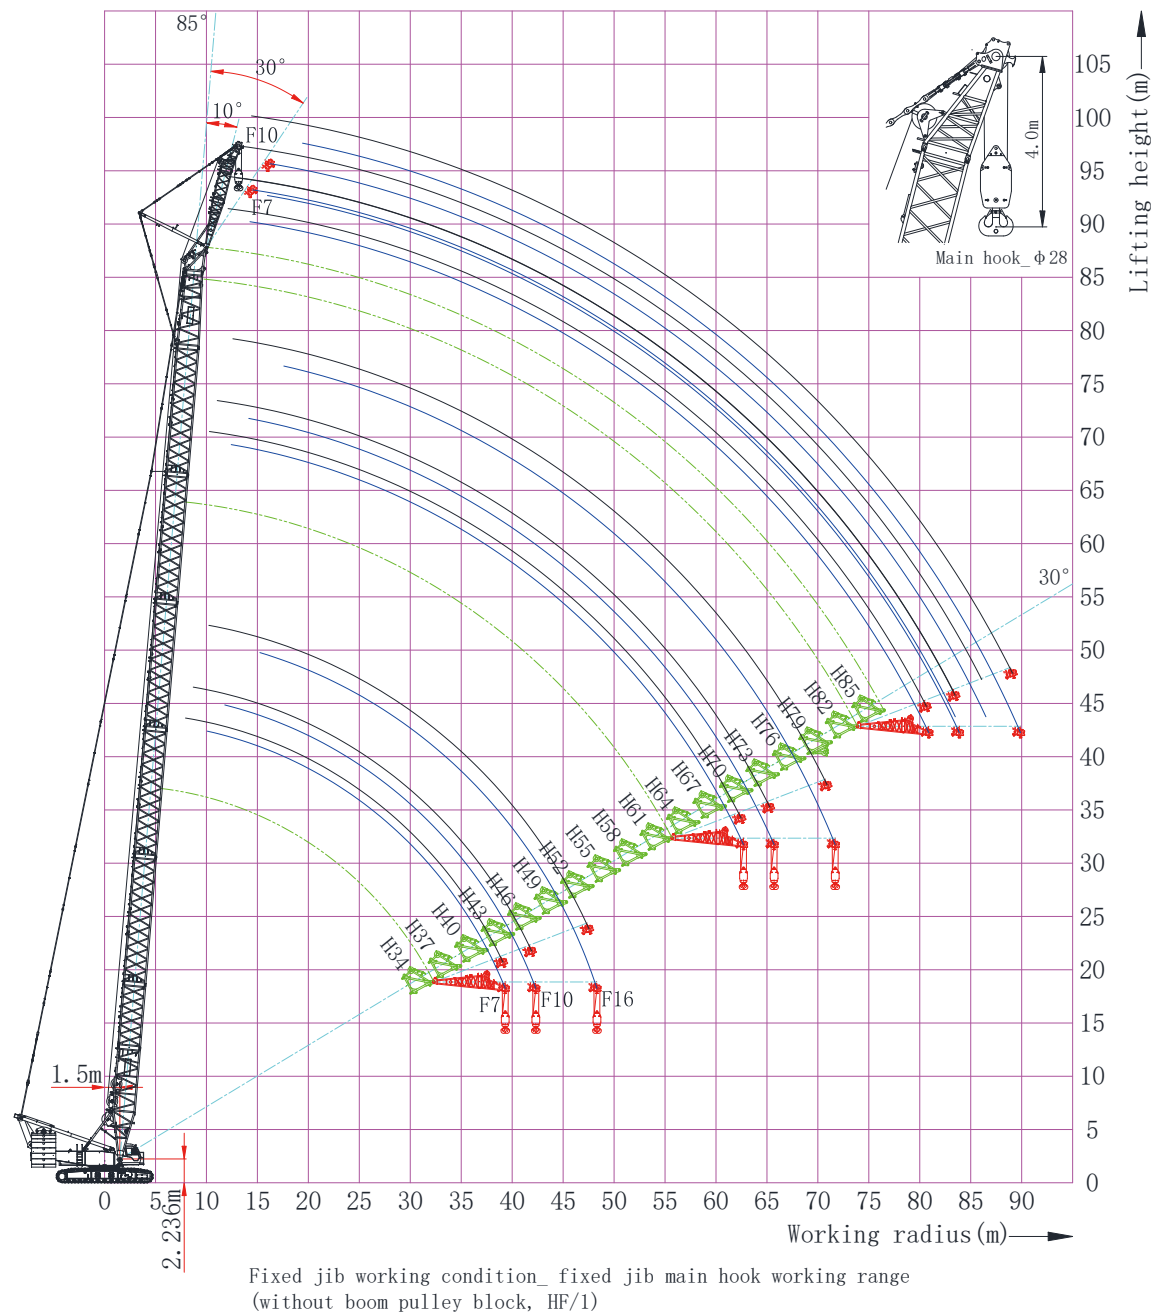 85°
30°
10°
F10
F7
4.0m
Main hook_ϕ28
Lifting height(m)
105
100
95
90
85
80
75
70
65
60
55
50
45
40
35
30
25
20
15
10
5
0
30°
H85
H82
H79
H76
H73
H70
H67
H64
H61
H58
H55
H52
H49
H46
H43
H40
H37
H34
F7
F10
F16
1.5m
2.236m
0 5 10 15 20 25 30 35 40 45 50 55 60 65 70 75 80 85 90
Working radius(m)
Fixed jib working condition_ fixed jib main hook working range
(without boom pulley block, HF/1)